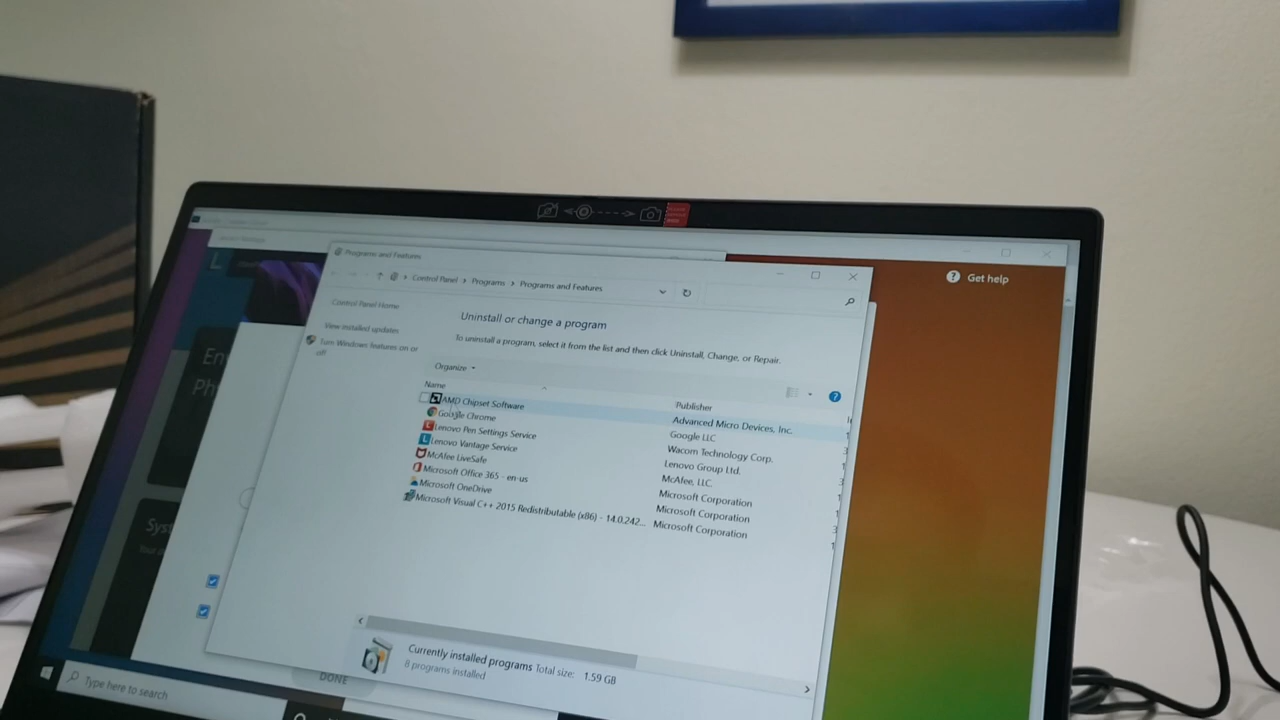 Programs and Features
Control Panel > Programs > Programs and Features
Get help
Control Panel Home
View installed updates
Turn Windows features on or
off
Uninstall or change a program
To uninstall a program, select it from the list and then click Uninstall, Change, or Repair.
Organize
Name Publisher
AMD Chipset Software Advanced Micro Devices, Inc.
Google Chrome Google LLC
Lenovo Pen Settings Service Wacom Technology Corp.
Lenovo Vantage Service Lenovo Group Ltd.
McAfee LiveSafe McAfee, LLC.
Microsoft Office 365 - en-us Microsoft Corporation
Microsoft OneDrive Microsoft Corporation
Microsoft Visual C++ 2015 Redistributable (x86) - 14.0.242... Microsoft Corporation
En
Ph
Sys
Currently installed programs Total size: 1.59 GB
8 programs installed
DONE
Type here to search